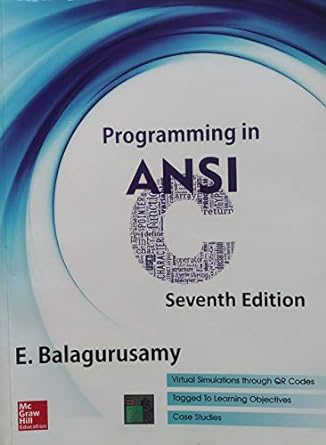 Programming in
ANSI
C
Seventh Edition
E. Balagurusamy
Virtual Simulations through QR Codes
Tagged To Learning Objectives
Case Studies
Mc
Graw
Hill
Education